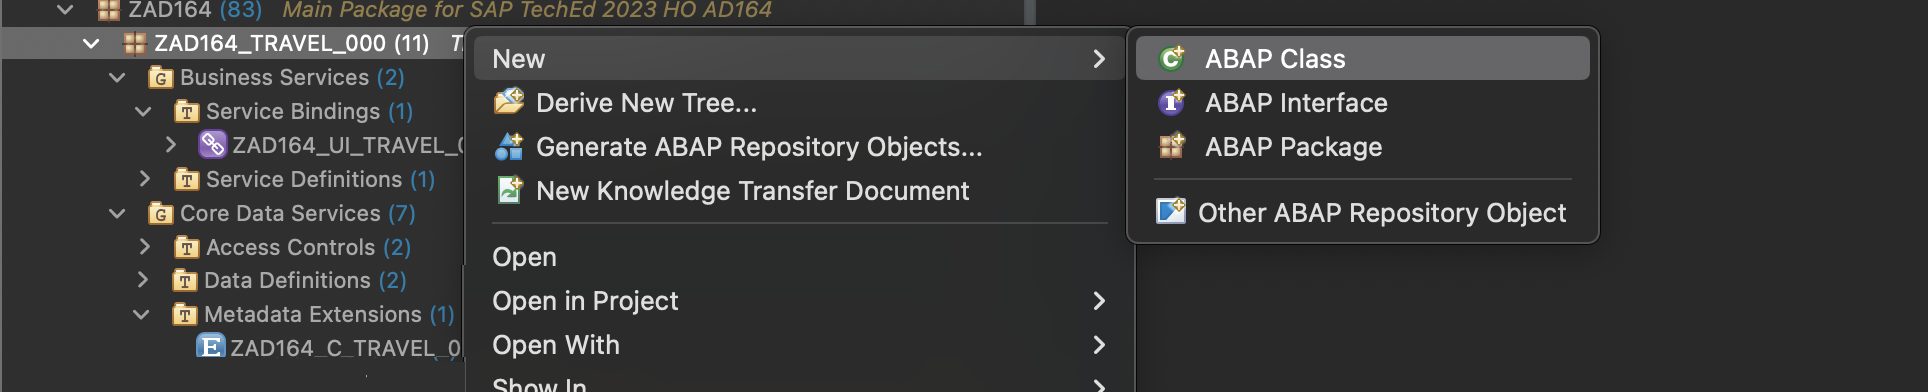 ZAD164 (83) Main Package for SAP TechEd 2023 HO AD164
ZAD164_TRAVEL_000 (11)
Business Services (2)
Service Bindings (1)
ZAD164_UI_TRAVEL_
Service Definitions (1)
Core Data Services (7)
Access Controls (2)
Data Definitions (2)
Metadata Extensions (1)
ZAD164_C_TRAVEL_0
New
Derive New Tree...
Generate ABAP Repository Objects...
New Knowledge Transfer Document
Open
Open in Project
Open With
Show In
ABAP Class
ABAP Interface
ABAP Package
Other ABAP Repository Object